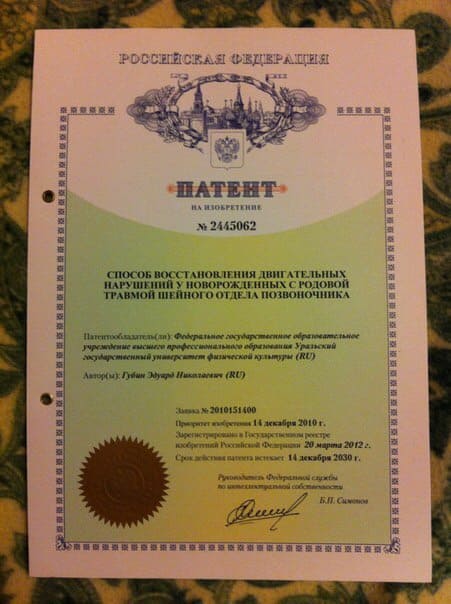 РОССИЙСКАЯ ФЕДЕРАЦИЯ
ПАТЕНТ
НА ИЗОБРЕТЕНИЕ
№ 2445062
СПОСОБ ВОССТАНОВЛЕНИЯ ДВИГАТЕЛЬНЫХ
НАРУШЕНИЙ У НОВОРОЖДЕННЫХ С РОДОВОЙ
ТРАВМОЙ ШЕЙНОГО ОТДЕЛА ПОЗВОНОЧНИКА
Патентообладатель(ли): Федеральное государственное образовательное
учреждение высшего профессионального образования Уральский
государственный университет физической культуры (RU)
Автор(ы): Губин Эдуард Николаевич (RU)
Заявка № 2010151400
Приоритет изобретения 14 декабря 2010 г.
Зарегистрировано в Государственном реестре
изобретений Российской Федерации 20 марта 2012 г.
Срок действия патента истекает 14 декабря 2030 г.
Руководитель Федеральной службы
по интеллектуальной собственности
Б.П. Симонов